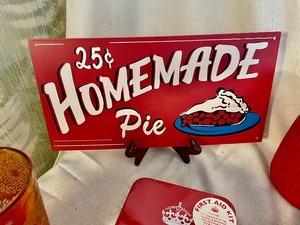 25¢
HOMEMADE
Pie
FIRST AID KIT